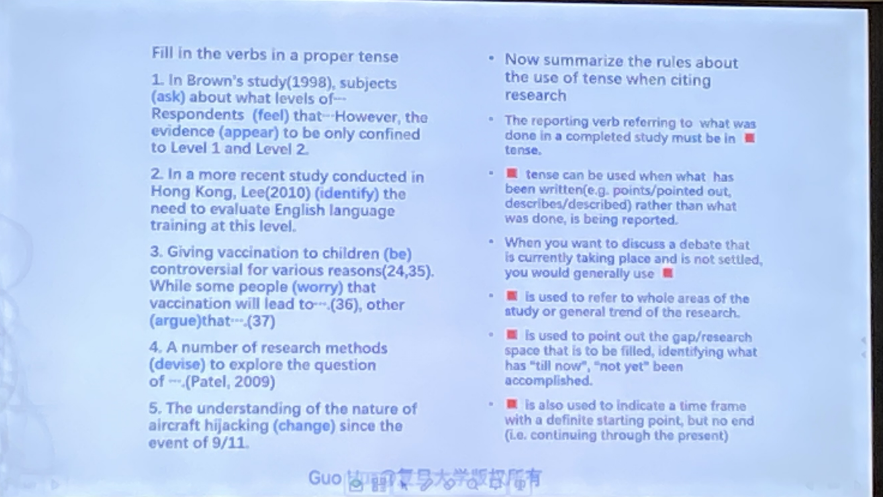 Fill in the verbs in a proper tense
1. In Brown's study(1998), subjects
(ask) about what levels of···
Respondents (feel) that···However, the
evidence (appear) to be only confined
to Level 1 and Level 2.
2. In a more recent study conducted in
Hong Kong, Lee(2010) (identify) the
need to evaluate English language
training at this level.
3. Giving vaccination to children (be)
controversial for various reasons(24,35).
While some people (worry) that
vaccination will lead to···.(36), other
(argue)that···.(37)
4. A number of research methods
(devise) to explore the question
of ···.(Patel, 2009)
5. The understanding of the nature of
aircraft hijacking (change) since the
event of 9/11.
• Now summarize the rules about
the use of tense when citing
research
• The reporting verb referring to what was
done in a completed study must be in
tense.
• tense can be used when what has
been written(e.g. points/pointed out,
describes/described) rather than what
was done, is being reported.
• When you want to discuss a debate that
is currently taking place and is not settled,
you would generally use
• is used to refer to whole areas of the
study or general trend of the research.
• is used to point out the gap/research
space that is to be filled, identifying what
has "till now", "not yet" been
accomplished.
• is also used to indicate a time frame
with a definite starting point, but no end
(i.e. continuing through the present)
Guo @复旦大学版权所有